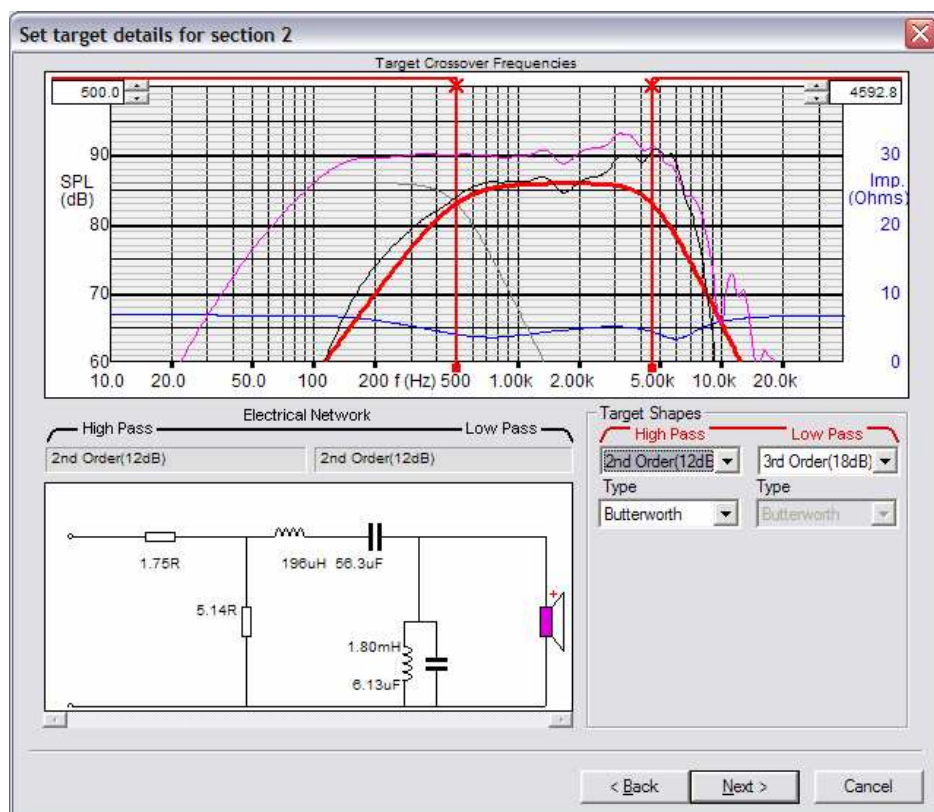 Set target details for section 2
Target Crossover Frequencies
500.0
4592.8
90
30
SPL
(dB)
Imp.
(Ohms)
80
20
70
10
60
0
10.0 20.0 50.0 100 200 f (Hz) 500 1.00k 2.00k 5.00k 10.0k 20.0k
Electrical Network
High Pass
Low Pass
2nd Order(12dB)
2nd Order(12dB)
1.75R
196uH 56.3uF
5.14R
1.80mH
6.13uF
+
Target Shapes
High Pass
Low Pass
2nd Order(12dB
3rd Order(18dB)
Type
Type
Butterworth
Butterworth
< Back
Next >
Cancel